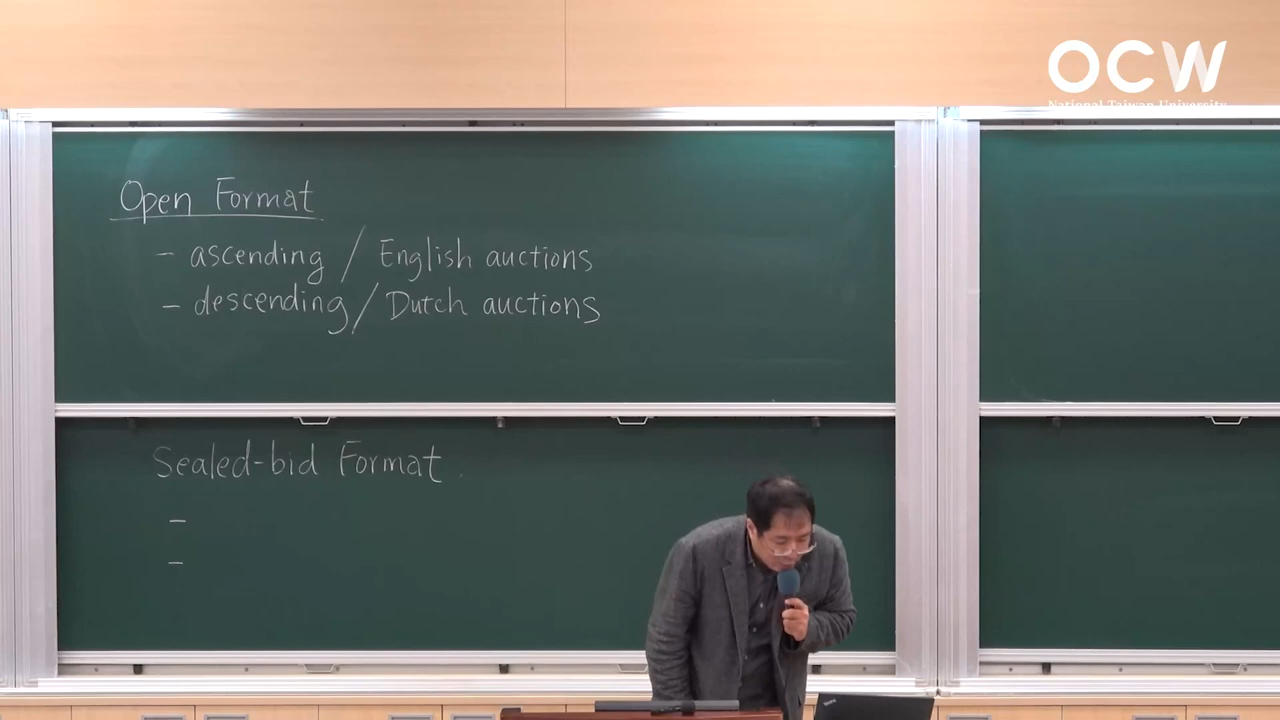 OCW
National Taiwan University
Open Format
- ascending / English auctions
- descending / Dutch auctions
Sealed-bid Format.
-
-